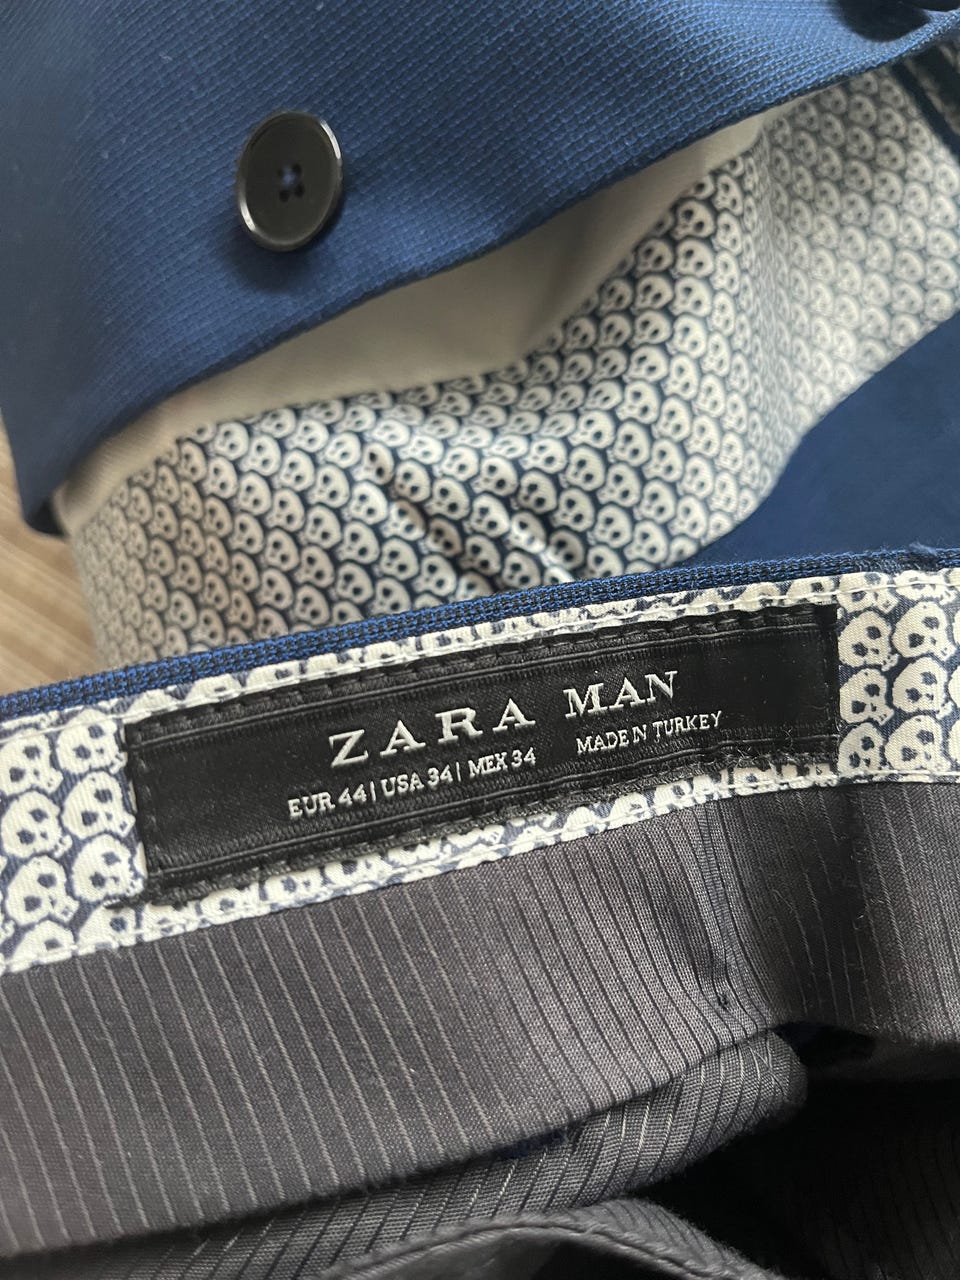 ZARA MAN
EUR 44 | USA 34 | MEX 34 MADE IN TURKEY